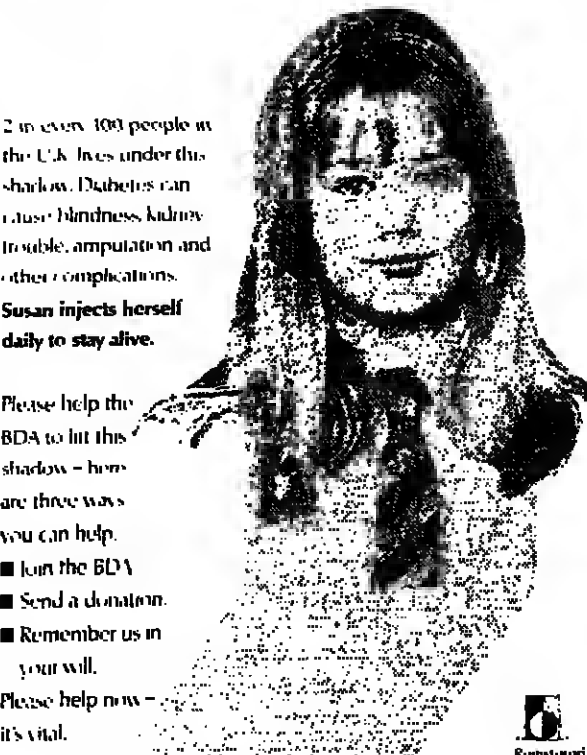 2 in every 100 people in
the U.K. lives under this
shadow. Diabetes can
cause blindness, kidney
trouble, amputation and
other complications.
Susan injects herself
daily to stay alive.
Please help the
BDA to lift this
shadow – here
are three ways
you can help.
■ Join the BDA
■ Send a donation.
■ Remember us in
your will.
Please help now –
it's vital.